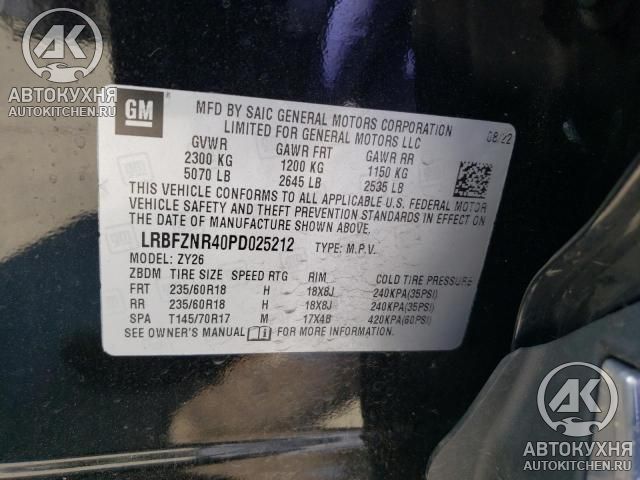 АВТОКУХНЯ
AUTOKITCHEN.RU
GM
MFD BY SAIC GENERAL MOTORS CORPORATION
LIMITED FOR GENERAL MOTORS LLC
08/22
GVWR GAWR FRT GAWR RR
2300 KG 1200 KG 1150 KG
5070 LB 2645 LB 2535 LB
THIS VEHICLE CONFORMS TO ALL APPLICABLE U.S. FEDERAL MOTOR
VEHICLE SAFETY AND THEFT PREVENTION STANDARDS IN EFFECT ON
THE DATE OF MANUFACTURE SHOWN ABOVE.
LRBFZNR40PD025212 TYPE: M.P.V.
MODEL: ZY26
ZBDM TIRE SIZE SPEED RTG RIM COLD TIRE PRESSURE
FRT 235/60R18 H 18X8J 240KPA(35PSI)
RR 235/60R18 H 18X8J 240KPA(35PSI)
SPA T145/70R17 M 17X4B 420KPA(60PSI)
SEE OWNER'S MANUAL FOR MORE INFORMATION.
AutoKitchen.ru
АВТОКУХНЯ
AUTOKITCHEN.RU